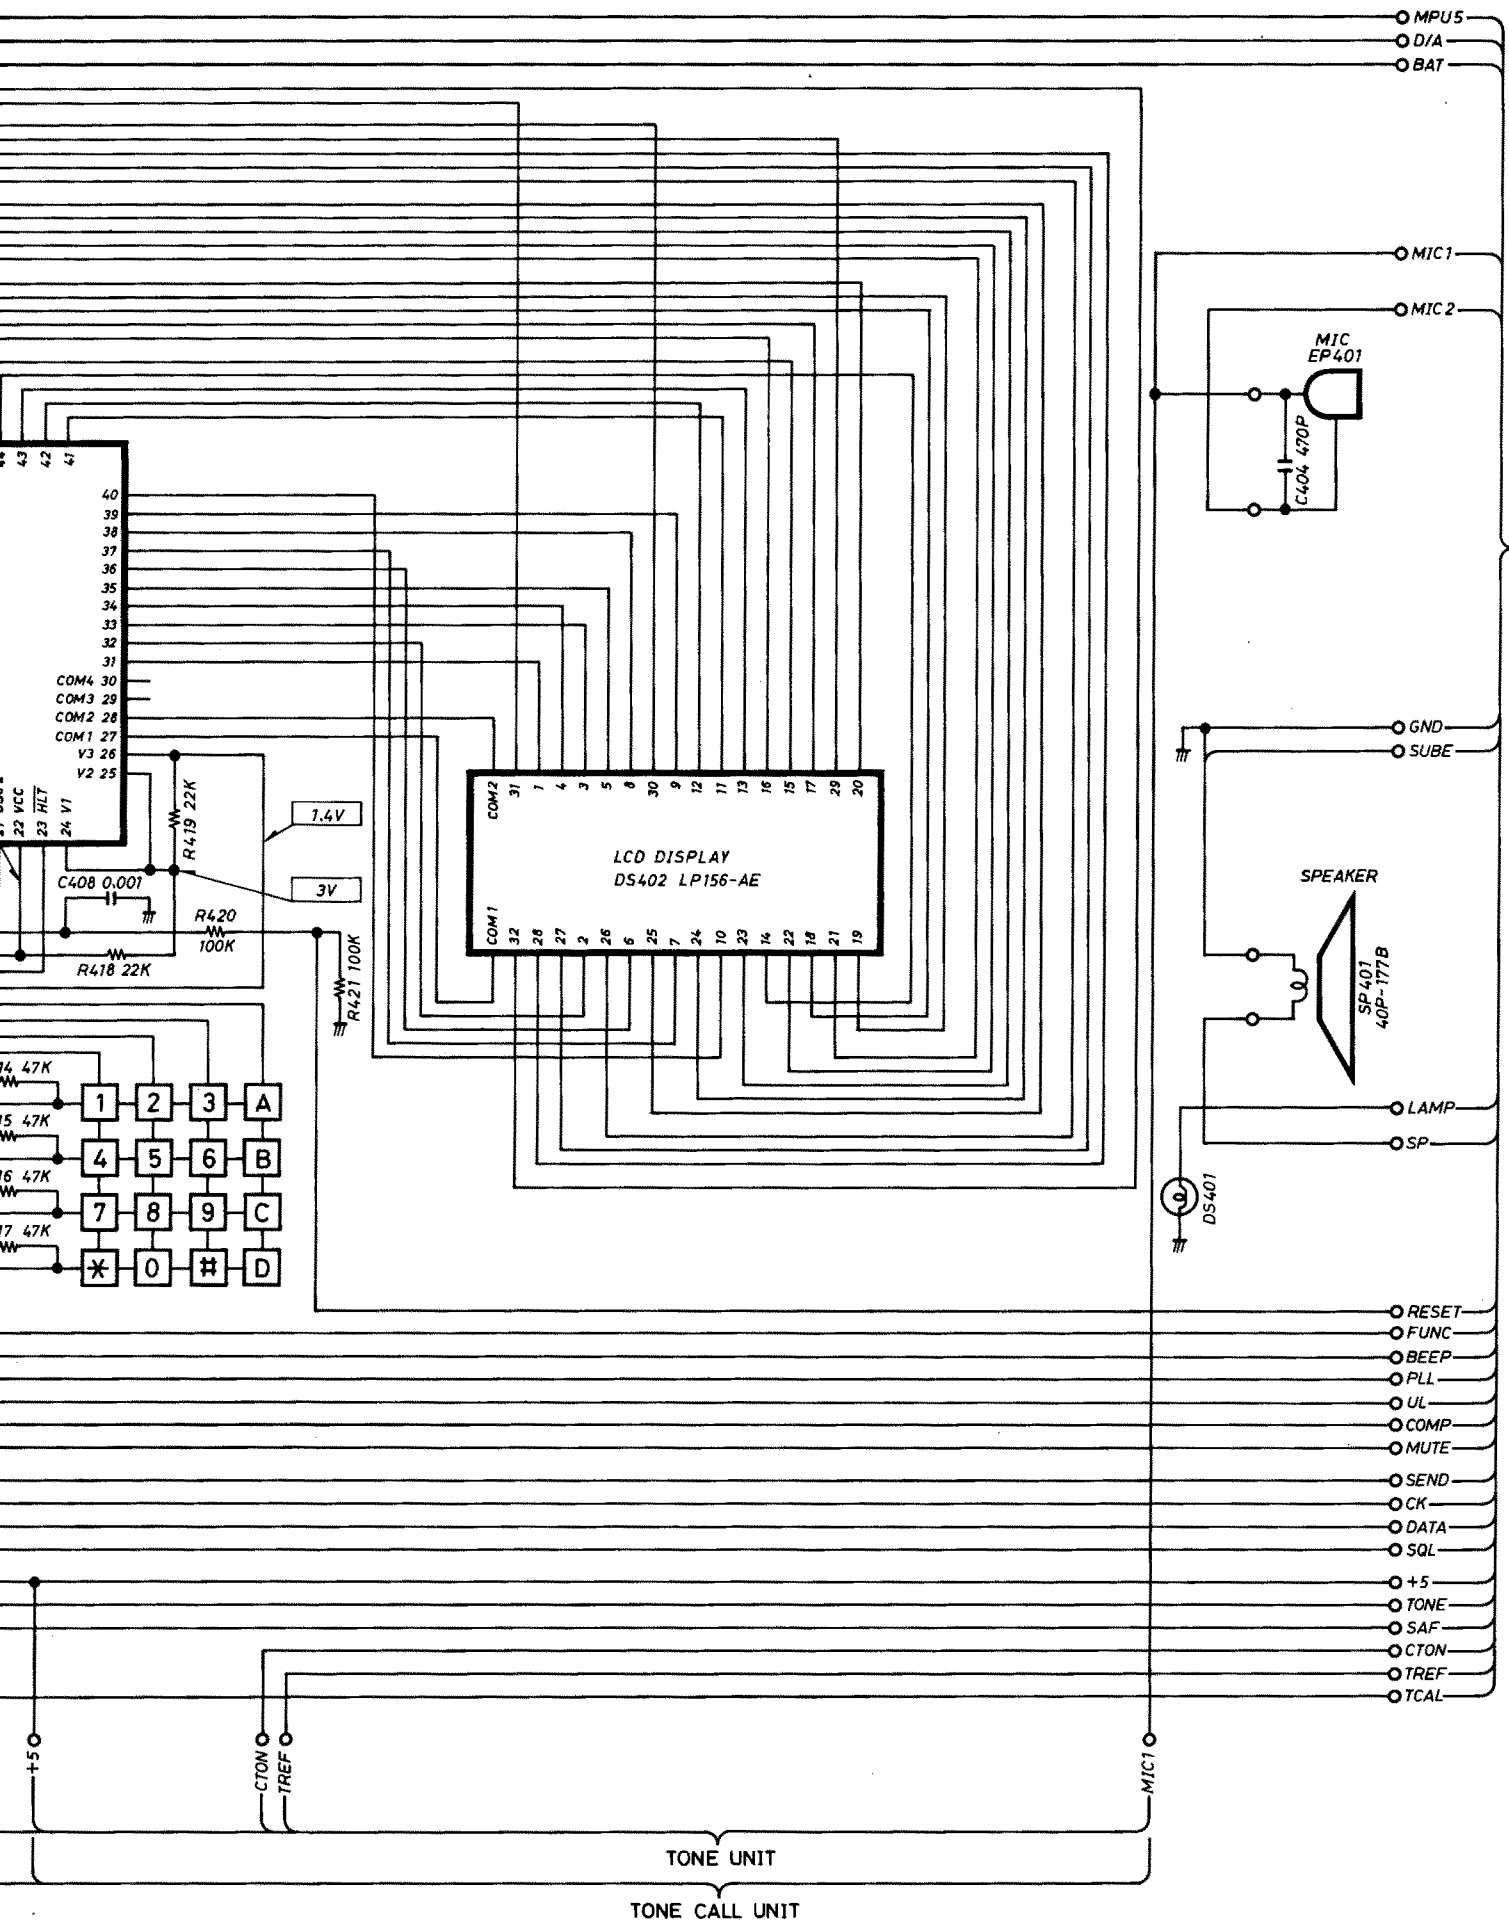 MPU5
D/A
BAT
MIC1
MIC2
MIC
EP401
C404 470P
44 43 42 41
40
39
38
37
36
35
34
33
32
31
COM4 30
COM3 29
COM2 28
COM1 27
V3 26
V2 25
22 VCC
23 HLT
24 V1
R419 22K
1.4V
3V
C408 0.001
R420
100K
R418 22K
R421 100K
COM2 31 1 4 3 5 8 30 9 12 11 13 16 15 17 29 20
LCD DISPLAY
DS402 LP156-AE
COM1 32 28 27 2 26 6 25 7 24 10 23 14 22 18 21 19
GND
SUBE
SPEAKER
SP401
40P-177B
LAMP
SP
DS401
14 47K
15 47K
16 47K
17 47K
1 2 3 A
4 5 6 B
7 8 9 C
* 0 # D
RESET
FUNC
BEEP
PLL
UL
COMP
MUTE
SEND
CK
DATA
SQL
+5
TONE
SAF
CTON
TREF
TCAL
+5
CTON
TREF
MIC1
TONE UNIT
TONE CALL UNIT